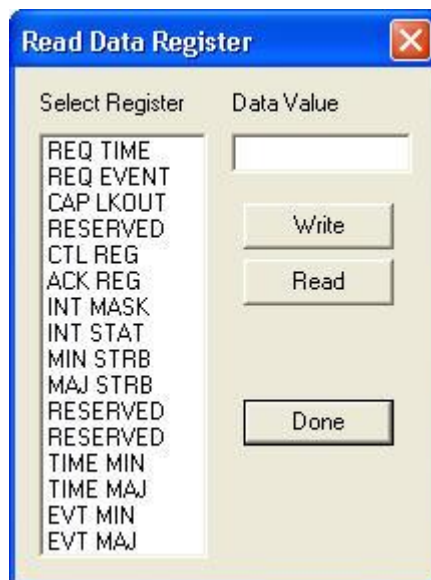 Read Data Register
Select Register
Data Value
REQ TIME
REQ EVENT
CAP LKOUT
RESERVED
CTL REG
ACK REG
INT MASK
INT STAT
MIN STRB
MAJ STRB
RESERVED
RESERVED
TIME MIN
TIME MAJ
EVT MIN
EVT MAJ
Write
Read
Done